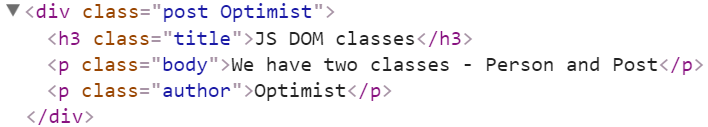 <div class="post Optimist">
<h3 class="title">JS DOM classes</h3>
<p class="body">We have two classes - Person and Post</p>
<p class="author">Optimist</p>
</div>